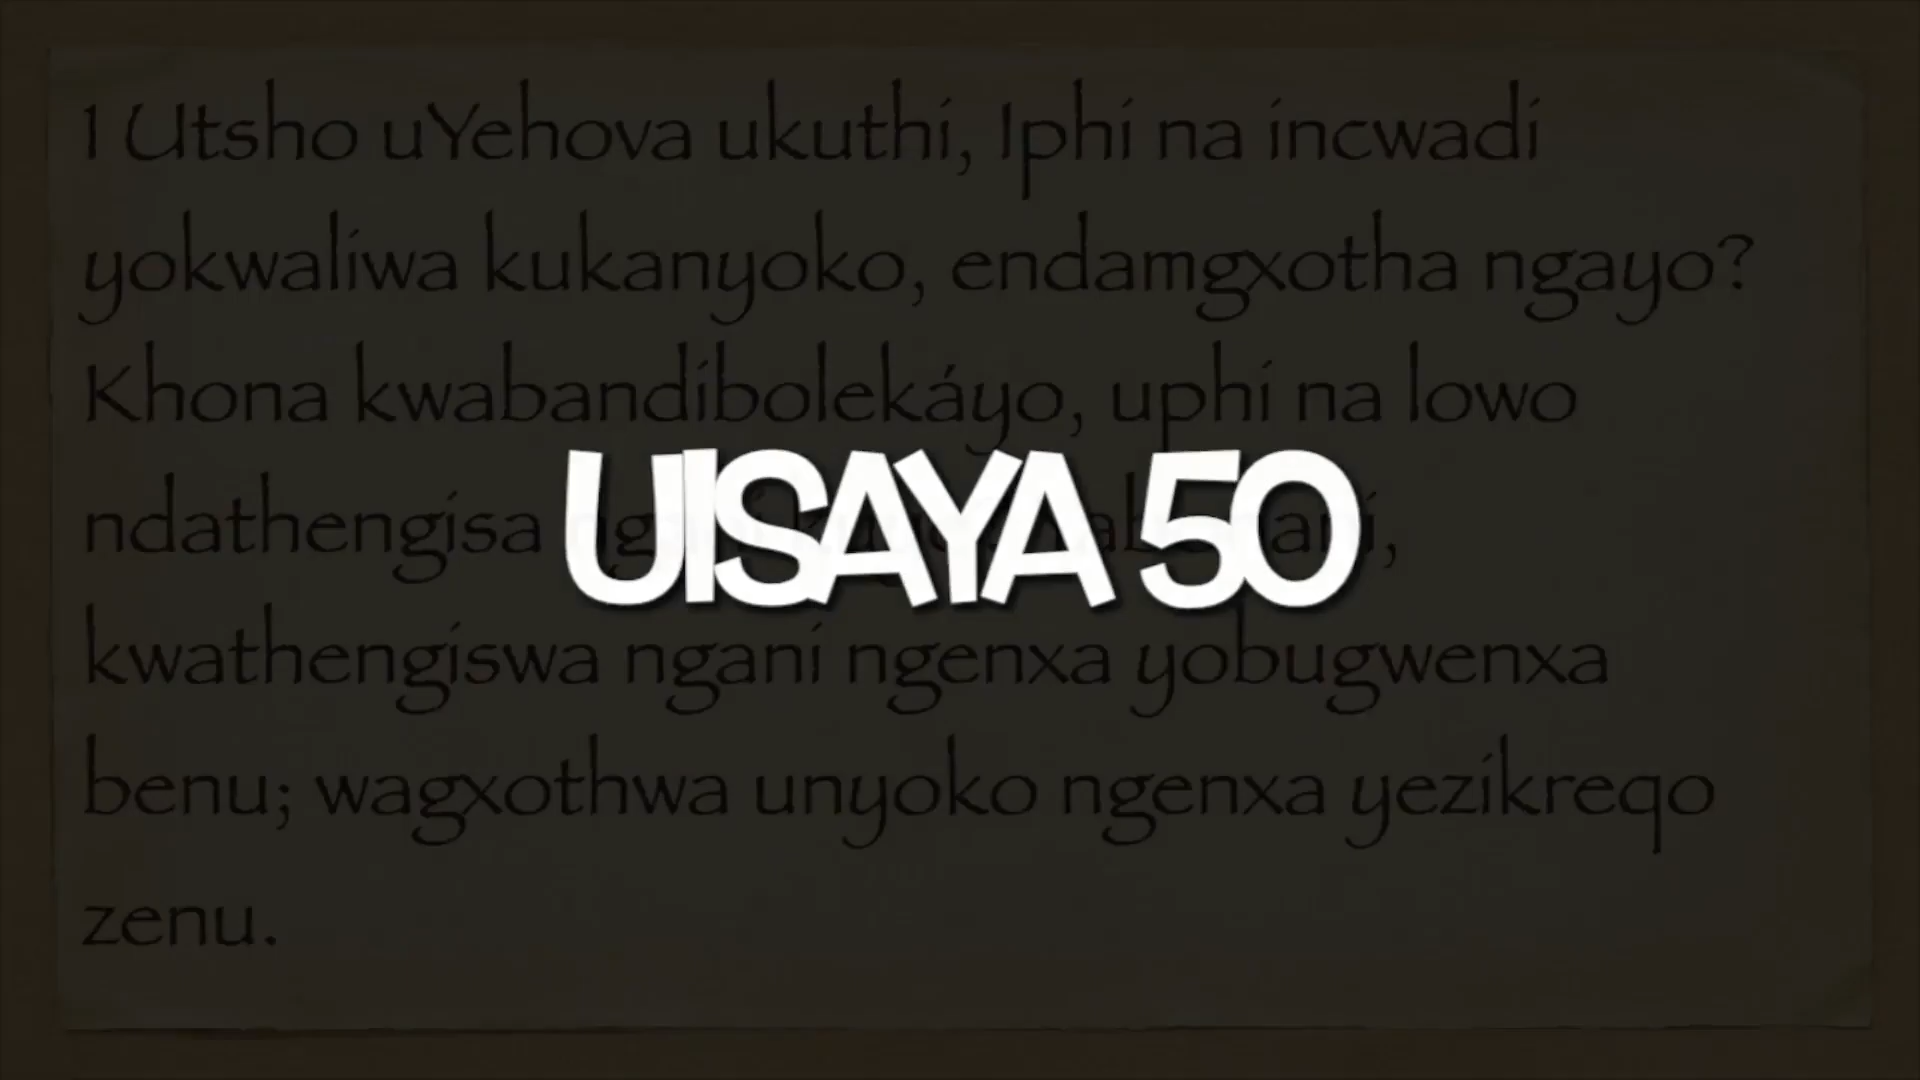 1 Utsho uYehova ukuthi, Iphi na incwadi
yokwaliwa kukanyoko, endamgxotha ngayo?
Khona kwabandibolekáyo, uphi na lowo
ndathengisa
UISAYA 50
kwathengiswa ngani ngenxa yobugwenxa
benu; wagxothwa unyoko ngenxa yezikreqo
zenu.